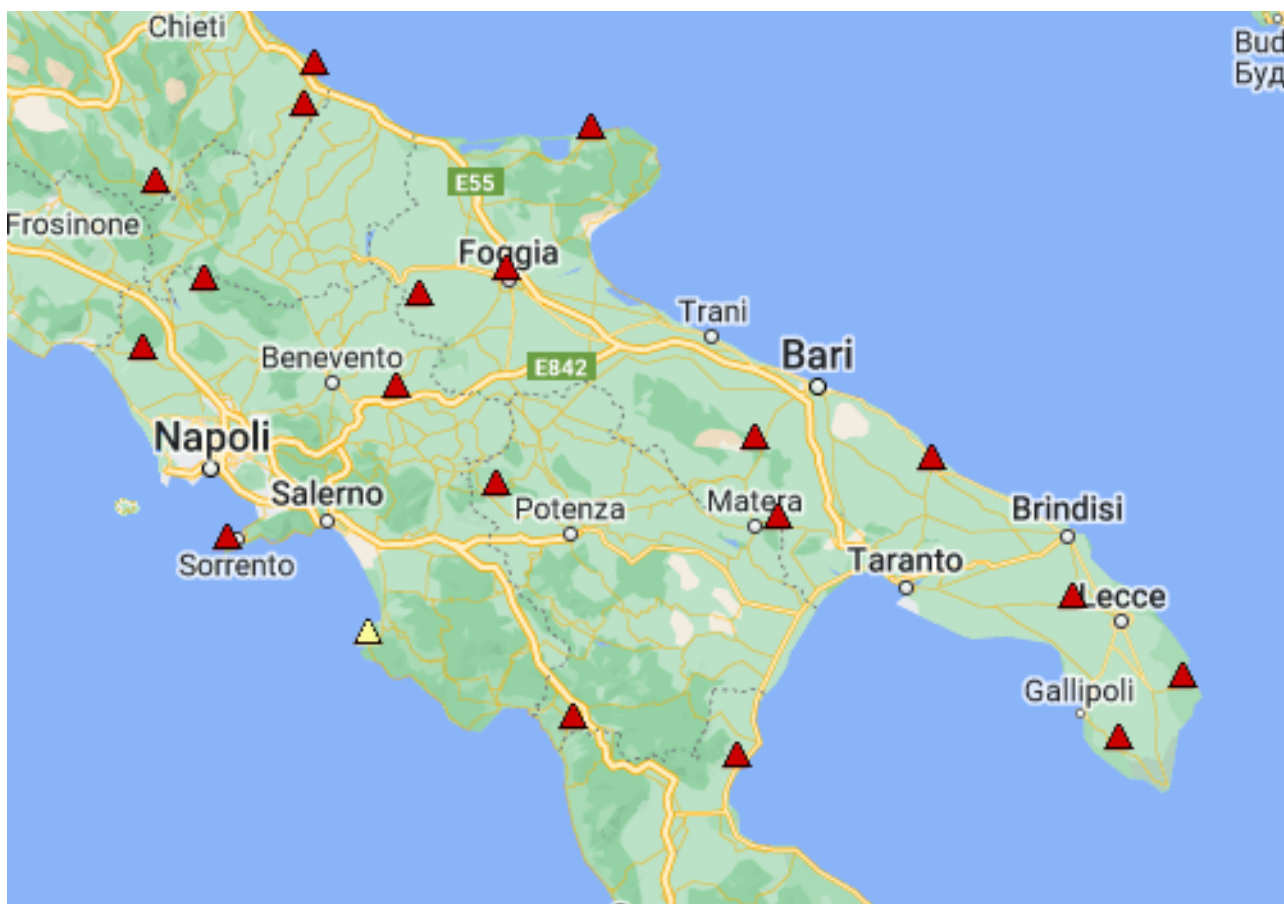 Chieti
Bud
Буд
E55
Frosinone
Foggia
Trani
Benevento
E842
Bari
Napoli
Salerno
Potenza
Matera
Brindisi
Sorrento
Taranto
Lecce
Gallipoli